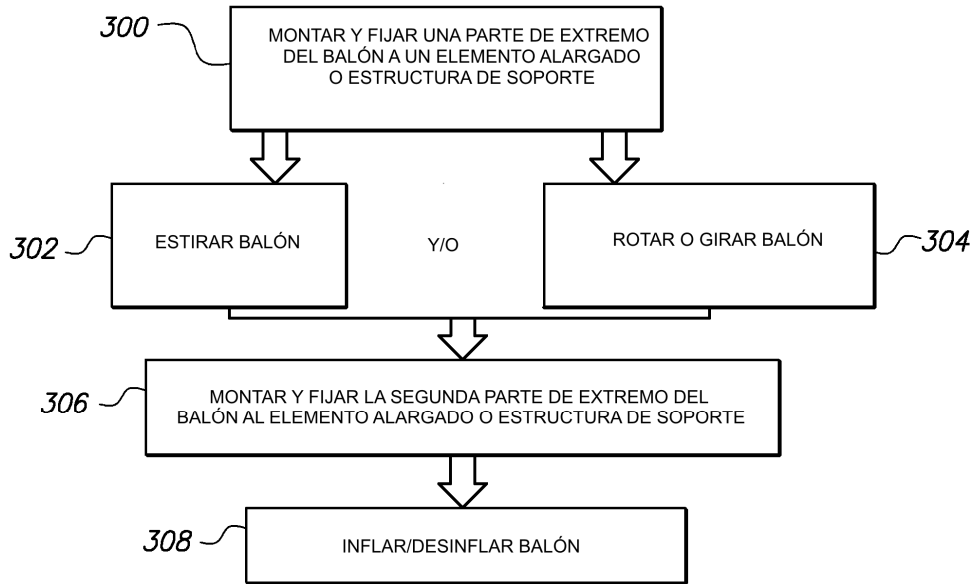 300
MONTAR Y FIJAR UNA PARTE DE EXTREMO
DEL BALÓN A UN ELEMENTO ALARGADO
O ESTRUCTURA DE SOPORTE
302
ESTIRAR BALÓN
Y/O
ROTAR O GIRAR BALÓN
304
306
MONTAR Y FIJAR LA SEGUNDA PARTE DE EXTREMO DEL
BALÓN AL ELEMENTO ALARGADO O ESTRUCTURA DE SOPORTE
308
INFLAR/DESINFLAR BALÓN